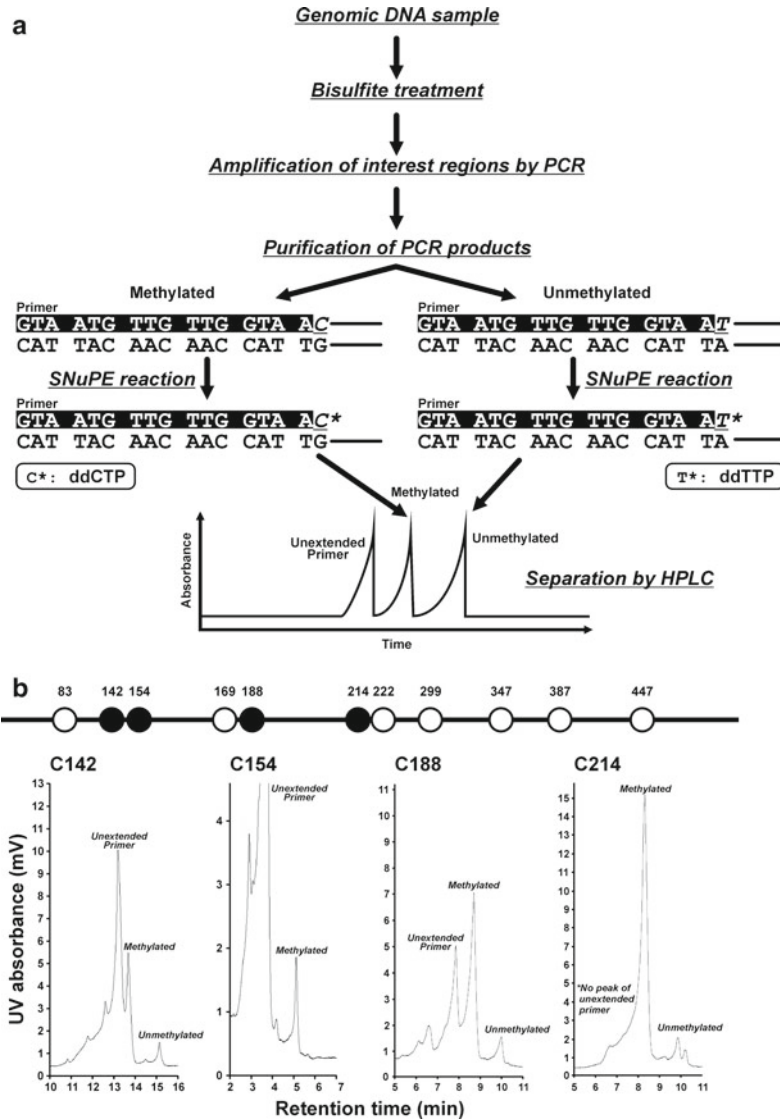 a
Genomic DNA sample
Bisulfite treatment
Amplification of interest regions by PCR
Purification of PCR products
Methylated
Unmethylated
Primer
GTA ATG TTG TTG GTA AC
CAT TAC AAC AAC CAT TG
Primer
GTA ATG TTG TTG GTA AT
CAT TAC AAC AAC CAT TA
SNuPE reaction
SNuPE reaction
Primer
GTA ATG TTG TTG GTA AC*
CAT TAC AAC AAC CAT TG
Primer
GTA ATG TTG TTG GTA AT*
CAT TAC AAC AAC CAT TA
C*: ddCTP
T*: ddTTP
Methylated
Unextended
Primer
Unmethylated
Absorbance
Time
Separation by HPLC
b
83 142 154 169 188 214 222 299 347 387 447
C142
13
12
11
10
9
8
7
6
5
4
3
2
1
0
Unextended
Primer
Methylated
Unmethylated
10 11 12 13 14 15 16
C154
4
3
2
1
0
Unextended
Primer
Methylated
2 3 4 5 6 7
C188
11
10
9
8
7
6
5
4
3
2
1
0
Unextended
Primer
Methylated
Unmethylated
5 6 7 8 9 10 11
C214
15
14
13
12
11
10
9
8
7
6
5
4
3
2
1
0
Methylated
*No peak of
unextended
primer
Unmethylated
5 6 7 8 9 10 11
UV absorbance (mV)
Retention time (min)